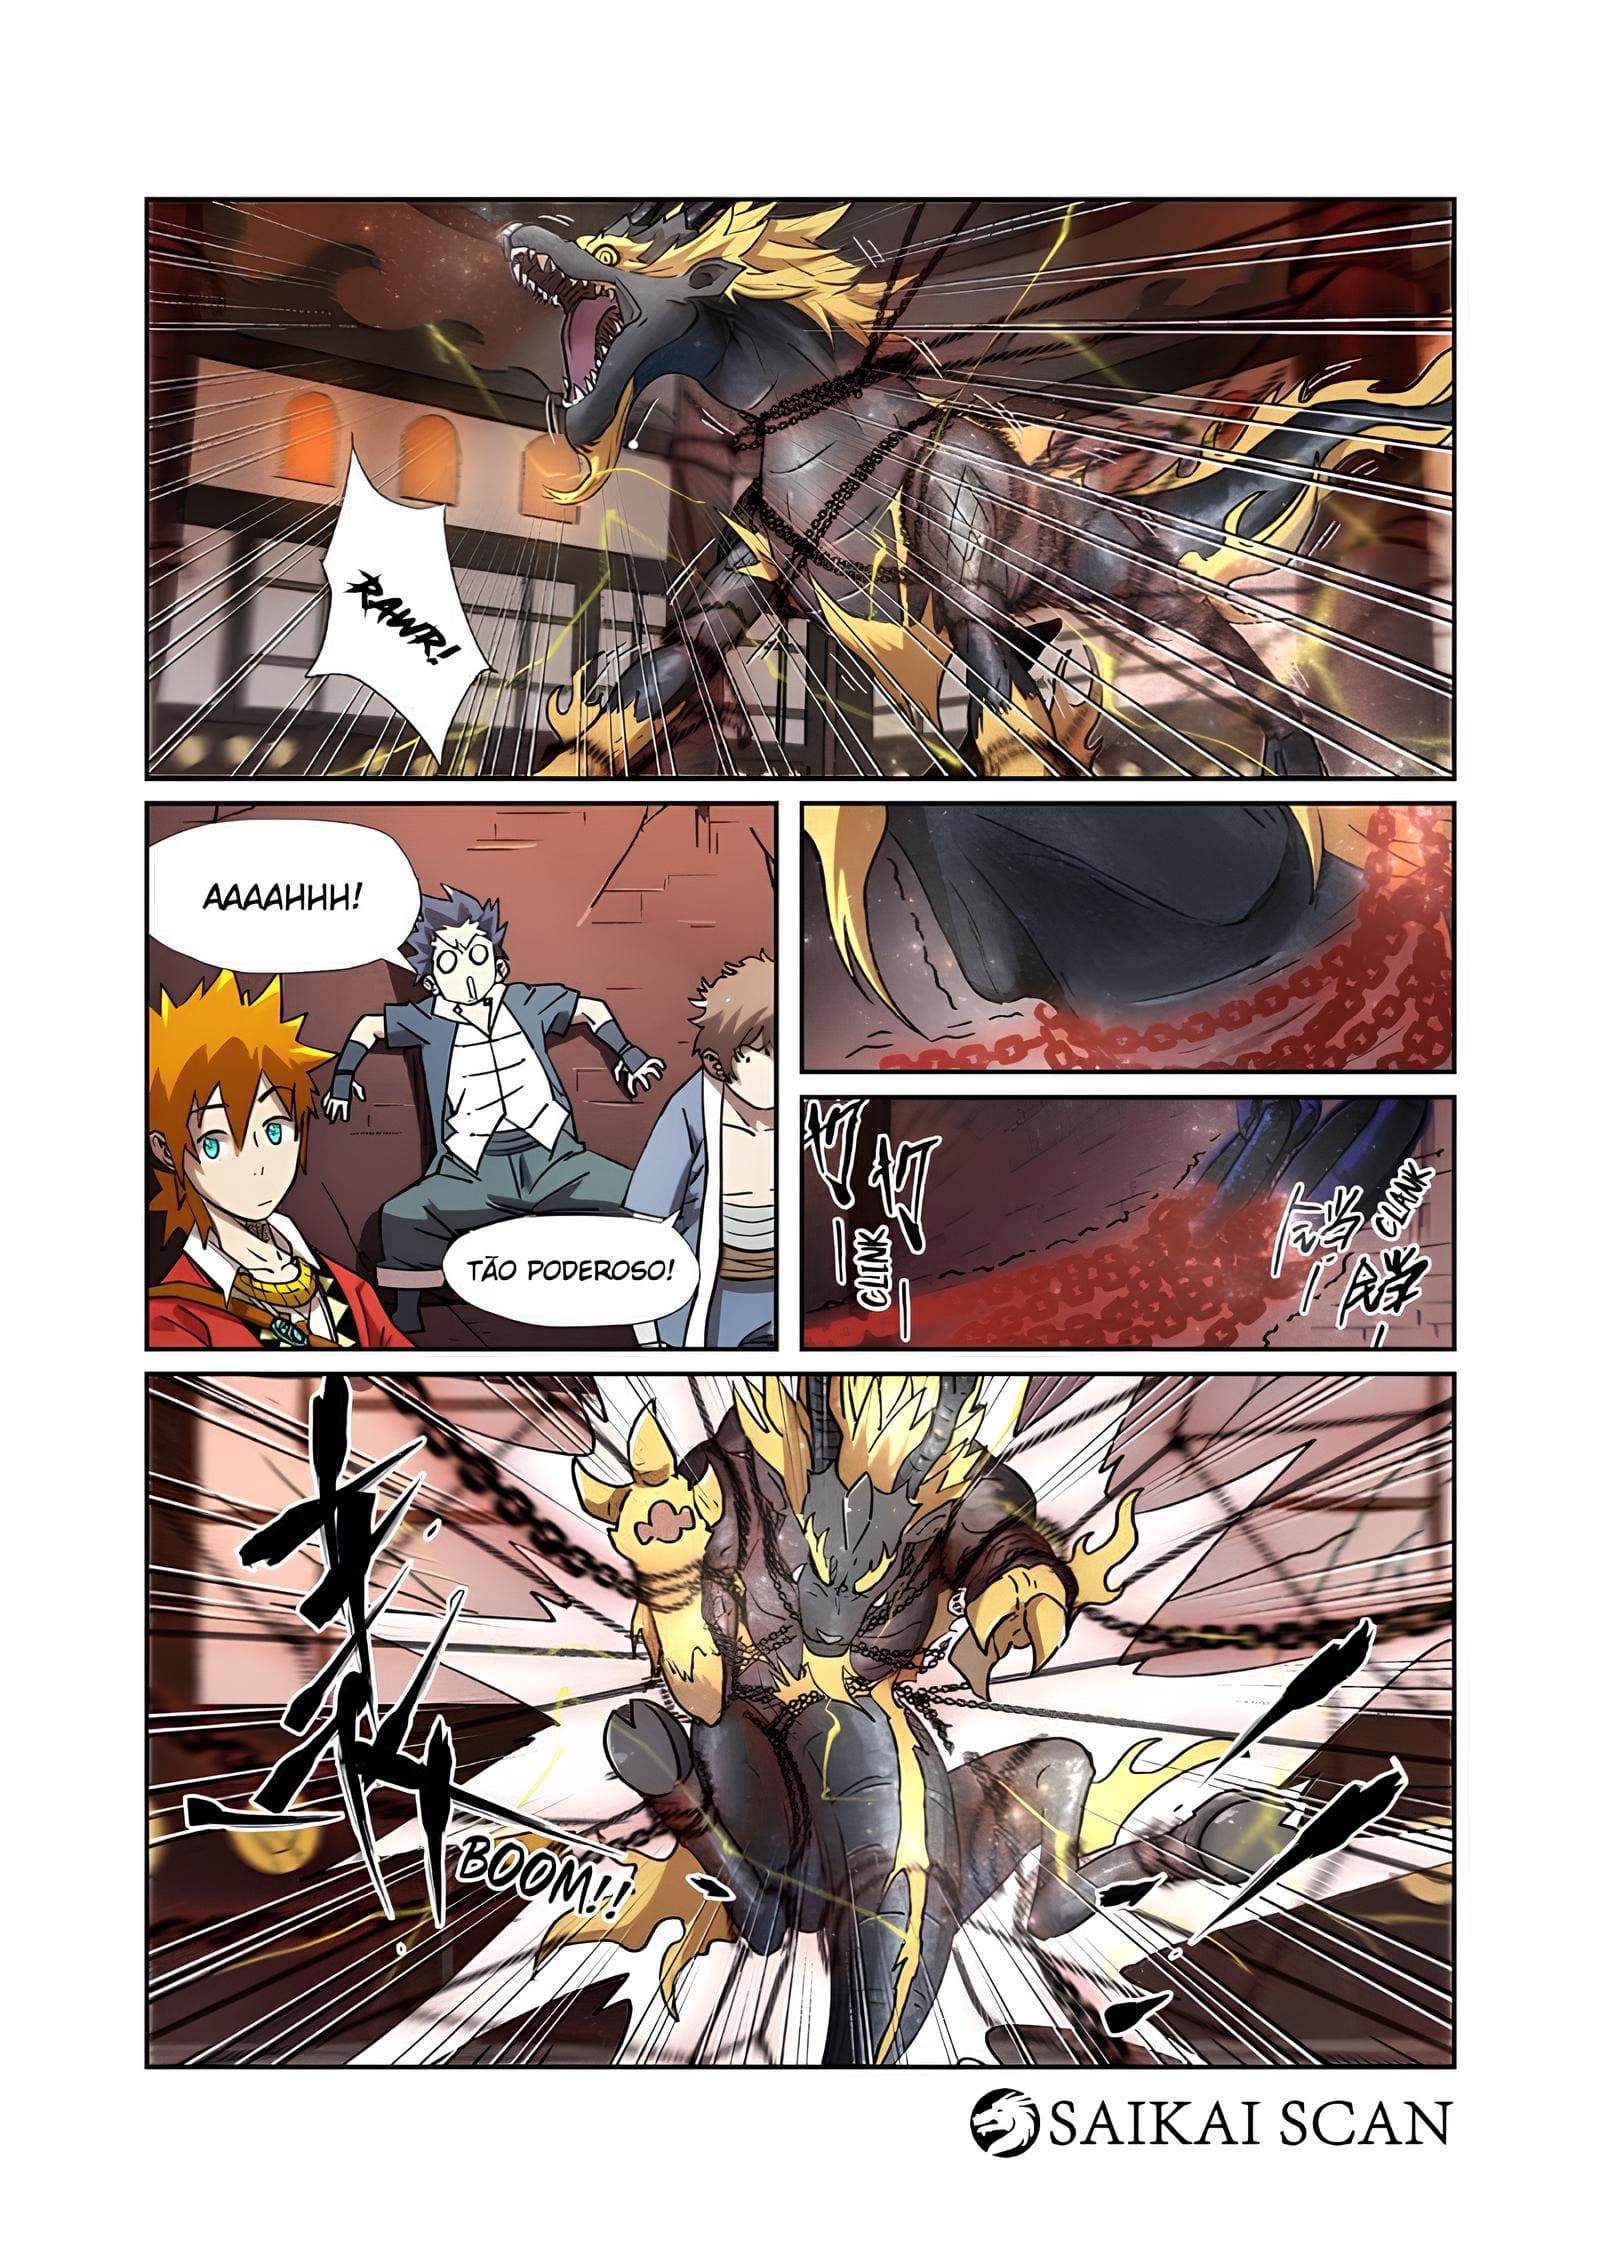 RAWR!
AAAAHHH!
TÃO PODEROSO!
CLINK
CLANK
BOOM!!
SAIKAI SCAN